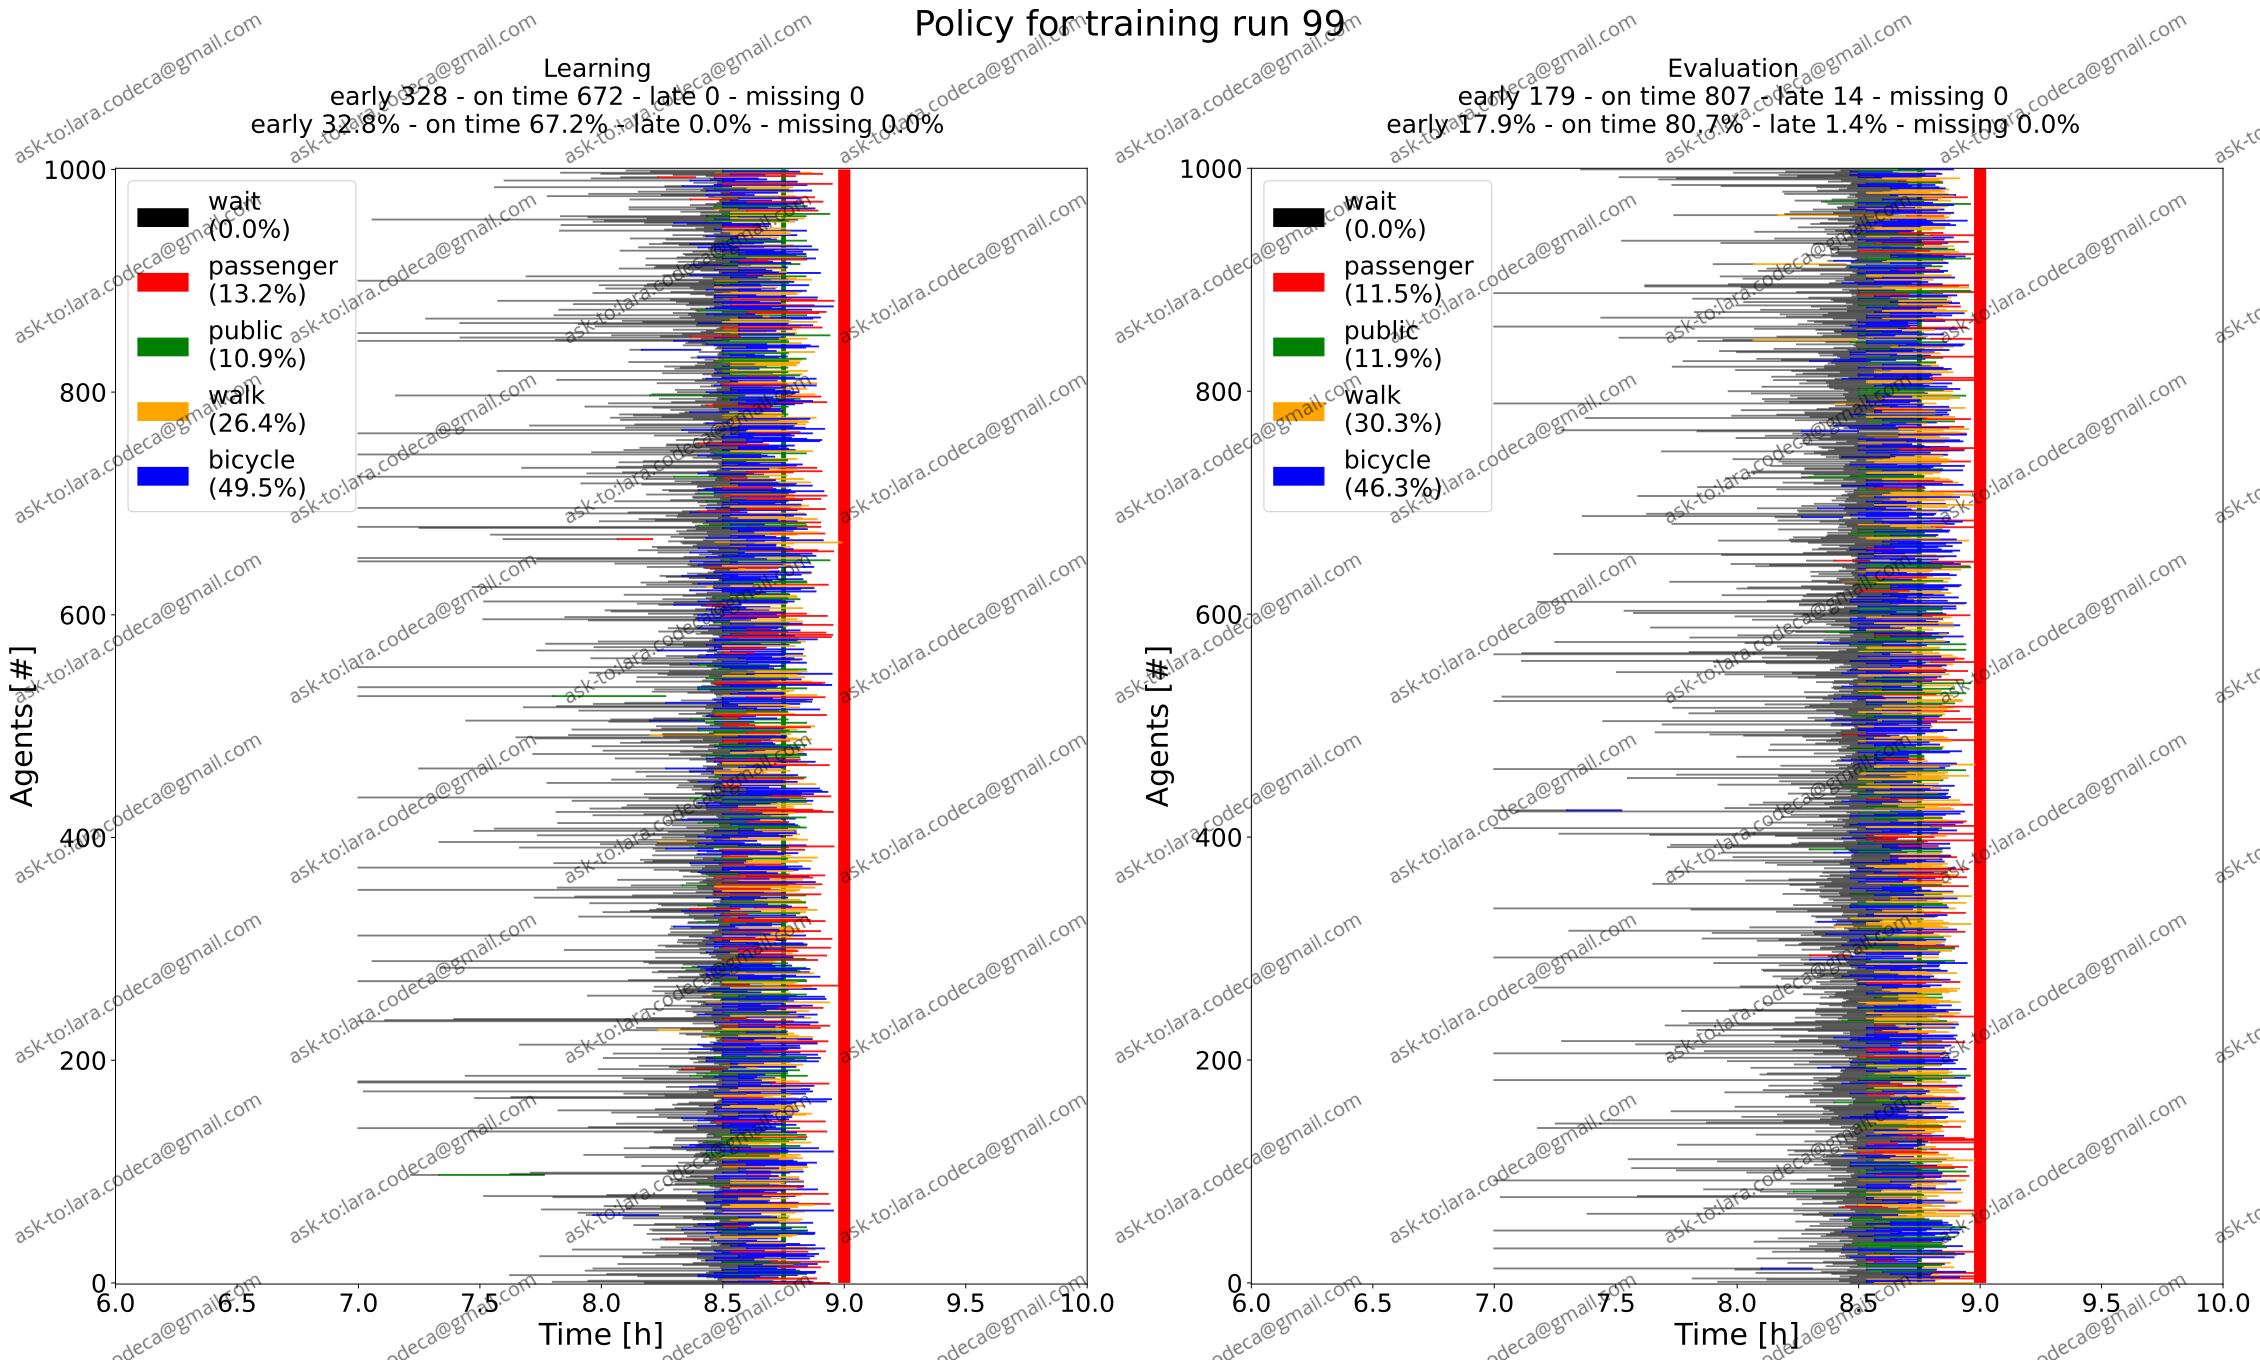 Policy for training run 99
Learning
early 328 - on time 672 - late 0 - missing 0
early 32.8% - on time 67.2% - late 0.0% - missing 0.0%
wait
(0.0%)
passenger
(13.2%)
public
(10.9%)
walk
(26.4%)
bicycle
(49.5%)
1000
800
600
400
200
0
Agents [#]
6.0 6.5 7.0 7.5 8.0 8.5 9.0 9.5 10.0
Time [h]
Evaluation
early 179 - on time 807 - late 14 - missing 0
early 17.9% - on time 80.7% - late 1.4% - missing 0.0%
wait
(0.0%)
passenger
(11.5%)
public
(11.9%)
walk
(30.3%)
bicycle
(46.3%)
1000
800
600
400
200
0
Agents [#]
6.0 6.5 7.0 7.5 8.0 8.5 9.0 9.5 10.0
Time [h]
ask-to:lara.codeca@gmail.com